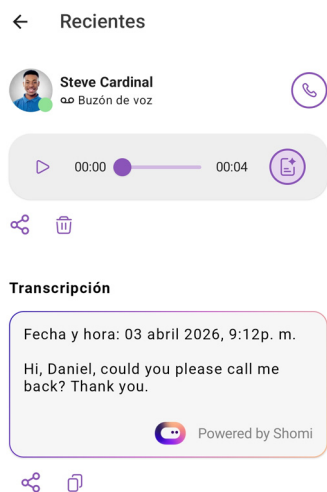 Recientes
Steve Cardinal
Buzón de voz
00:00
00:04
Transcripción
Fecha y hora: 03 abril 2026, 9:12p. m.
Hi, Daniel, could you please call me
back? Thank you.
Powered by Shomi